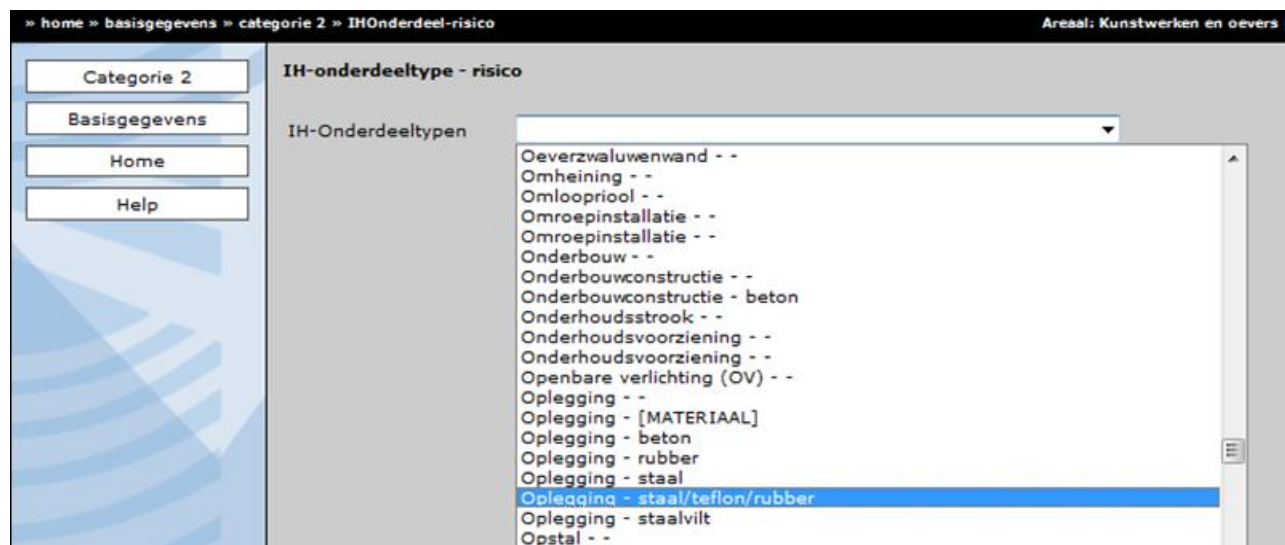 » home » basisgegevens » categorie 2 » IHOnderdeel-risico Areaal: Kunstwerken en oevers
Categorie 2
Basisgegevens
Home
Help
IH-onderdeeltype - risico
IH-Onderdeeltypen
Oeverzwaluwenwand - -
Omheining - -
Omloopriool - -
Omroepinstallatie - -
Omroepinstallatie - -
Onderbouw - -
Onderbouwconstructie - -
Onderbouwconstructie - beton
Onderhoudsstrook - -
Onderhoudsvoorziening - -
Onderhoudsvoorziening - -
Openbare verlichting (OV) - -
Oplegging - -
Oplegging - [MATERIAAL]
Oplegging - beton
Oplegging - rubber
Oplegging - staal
Oplegging - staal/teflon/rubber
Oplegging - staalvilt
Opstal - -